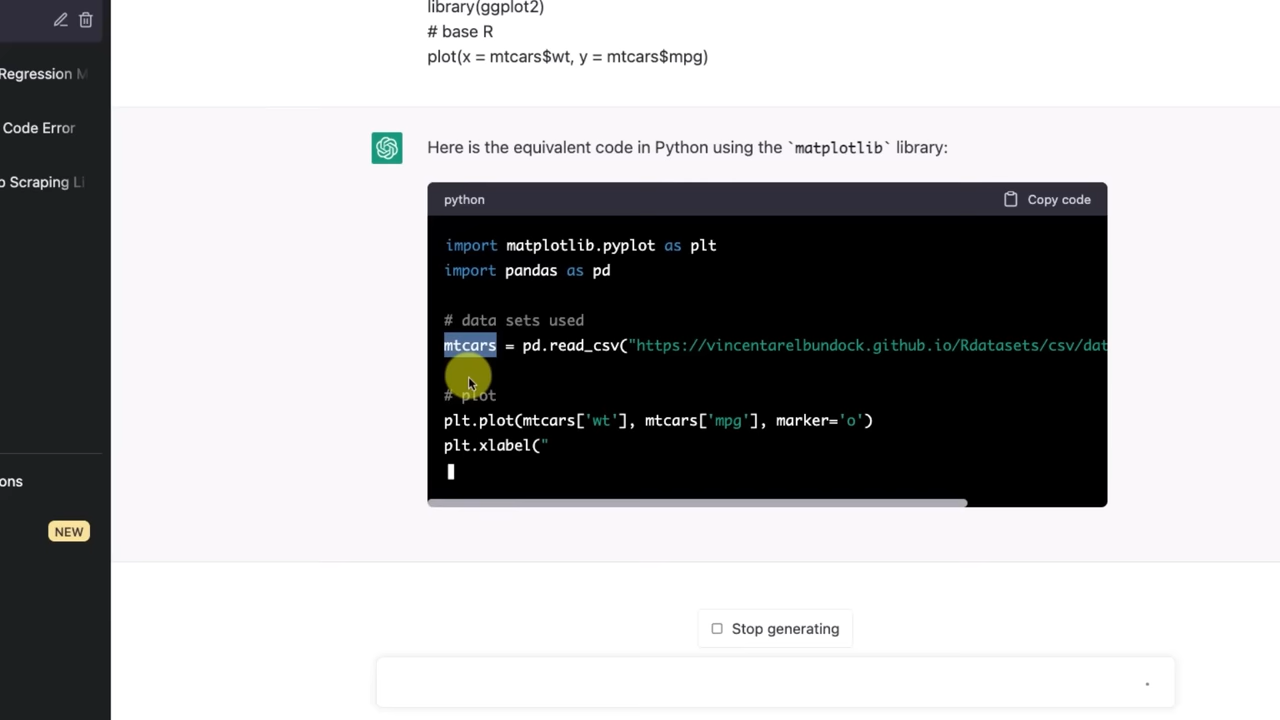 library(ggplot2)
# base R
plot(x = mtcars$wt, y = mtcars$mpg)
Regression M
Code Error
o Scraping Li
ons
NEW
Here is the equivalent code in Python using the `matplotlib` library:
python
Copy code
import matplotlib.pyplot as plt
import pandas as pd
# data sets used
mtcars = pd.read_csv("https://vincentarelbundock.github.io/Rdatasets/csv/dat
# plot
plt.plot(mtcars['wt'], mtcars['mpg'], marker='o')
plt.xlabel("
Stop generating